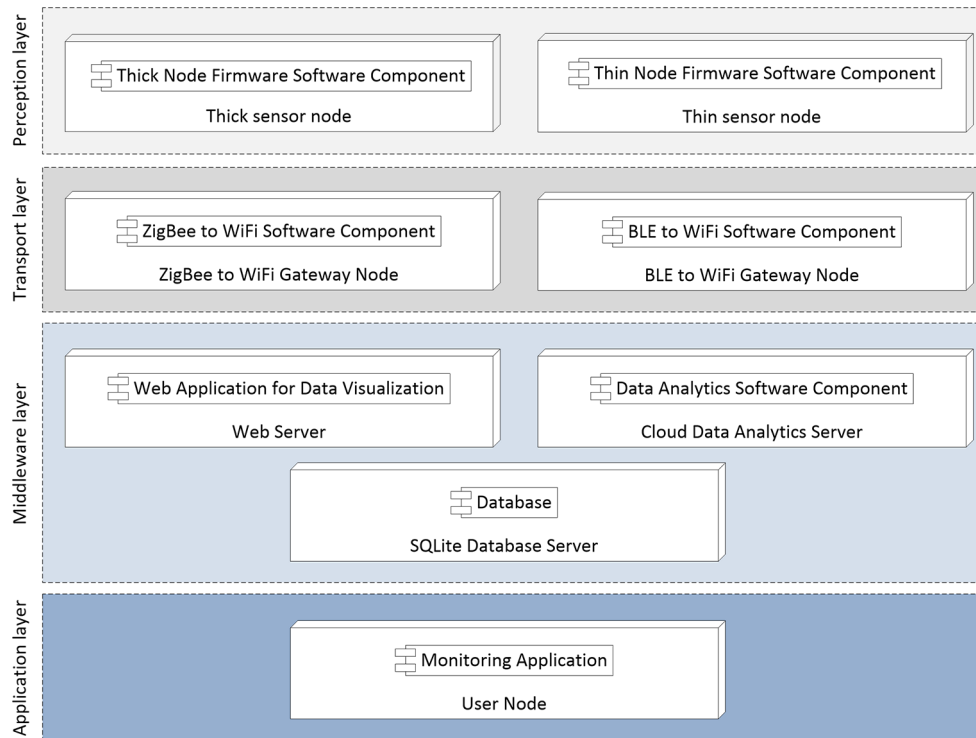 Perception layer
Thick Node Firmware Software Component
Thick sensor node
Thin Node Firmware Software Component
Thin sensor node
Transport layer
ZigBee to WiFi Software Component
ZigBee to WiFi Gateway Node
BLE to WiFi Software Component
BLE to WiFi Gateway Node
Middleware layer
Web Application for Data Visualization
Web Server
Data Analytics Software Component
Cloud Data Analytics Server
Database
SQLite Database Server
Application layer
Monitoring Application
User Node